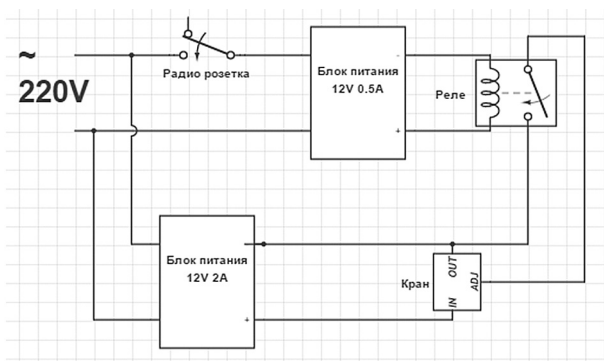 ~
220V
Радио розетка
Блок питания
12V 0.5A
-
+
Реле
Блок питания
12V 2A
-
+
Кран
OUT
ADJ
IN